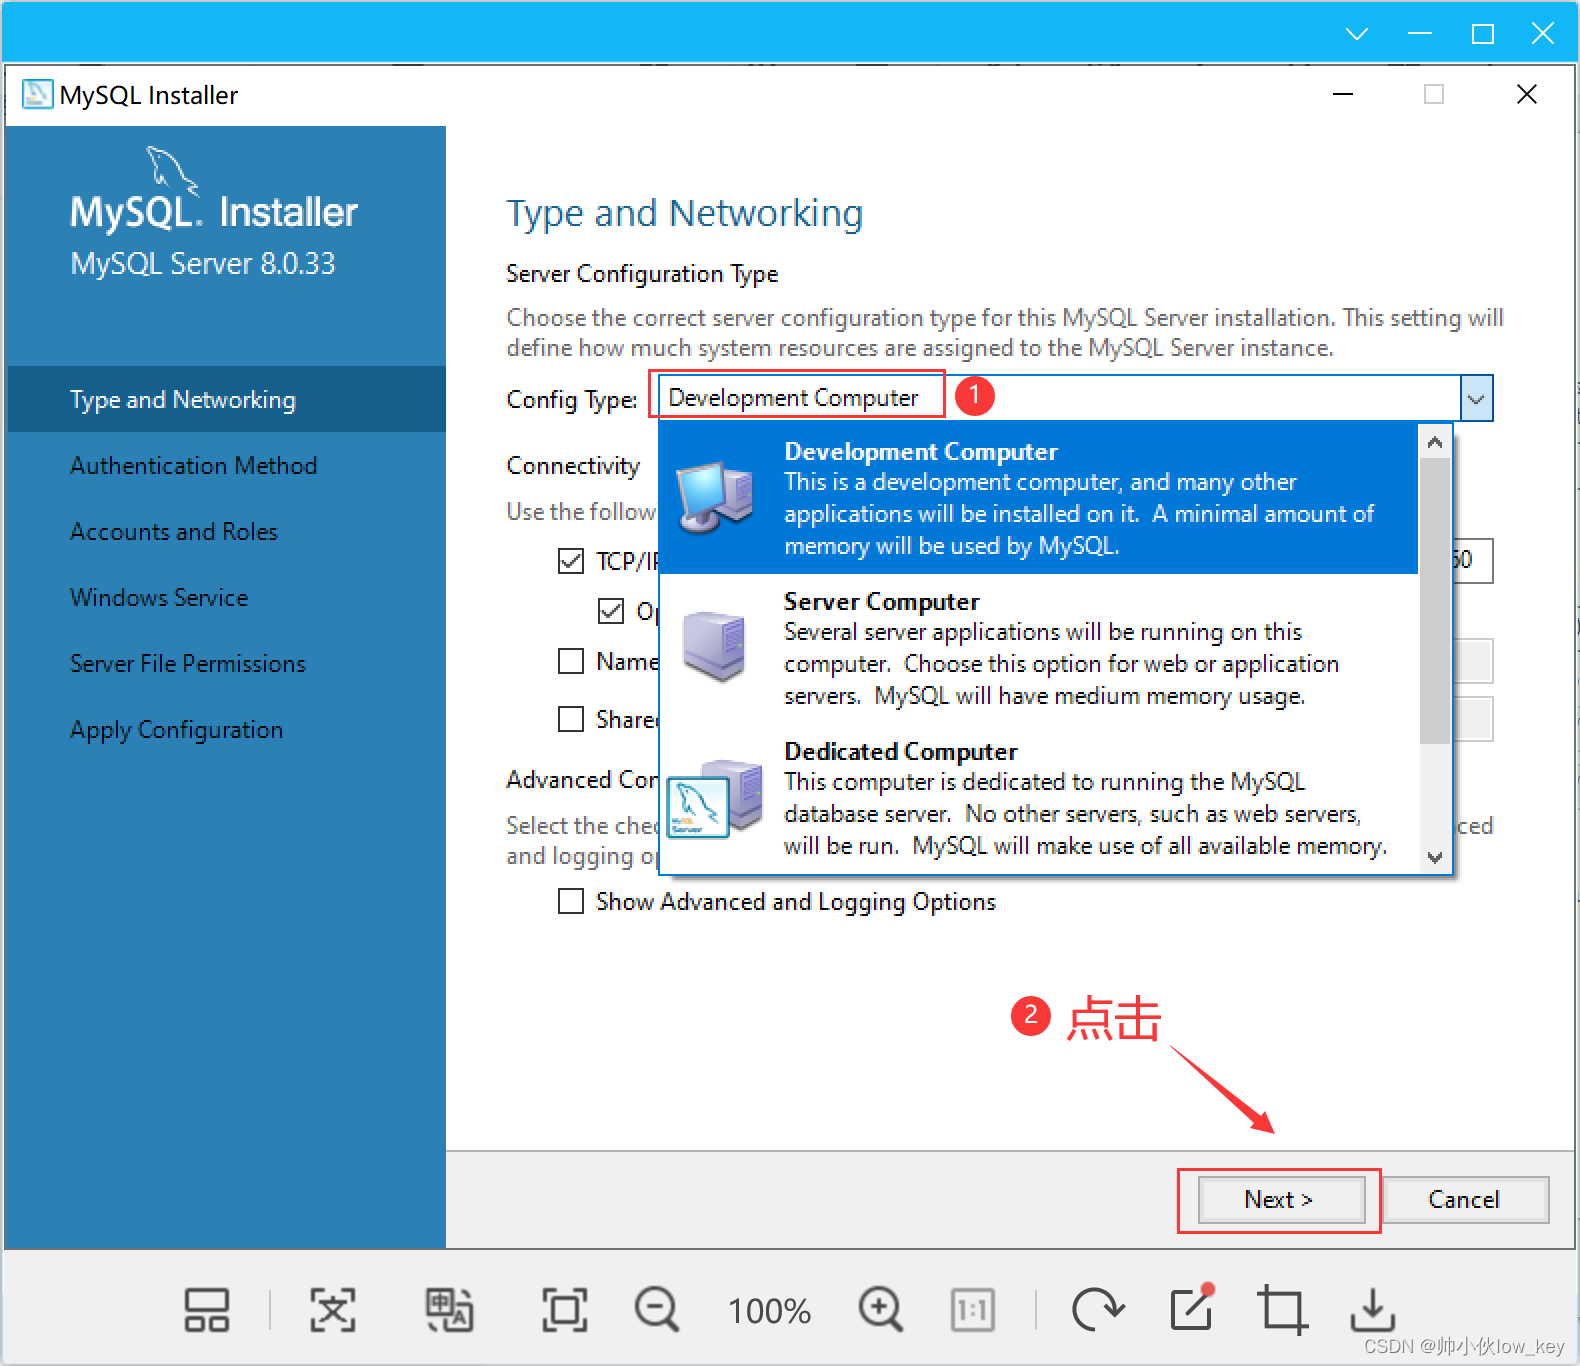 MySQL Installer
MySQL. Installer
MySQL Server 8.0.33
Type and Networking
Authentication Method
Accounts and Roles
Windows Service
Server File Permissions
Apply Configuration
Type and Networking
Server Configuration Type
Choose the correct server configuration type for this MySQL Server installation. This setting will
define how much system resources are assigned to the MySQL Server instance.
Config Type: Development Computer 1
Development Computer
This is a development computer, and many other
applications will be installed on it. A minimal amount of
memory will be used by MySQL.
Server Computer
Several server applications will be running on this
computer. Choose this option for web or application
servers. MySQL will have medium memory usage.
Dedicated Computer
This computer is dedicated to running the MySQL
database server. No other servers, such as web servers,
will be run. MySQL will make use of all available memory.
MySQL
Server
Connectivity
Use the follow
TCP/IP
Op
Name
Shared
Advanced Con
Select the chec
and logging op
Show Advanced and Logging Options
2 点击
Next >
Cancel
文
中 A
100%
1:1
CSDN @帅小伙low_key